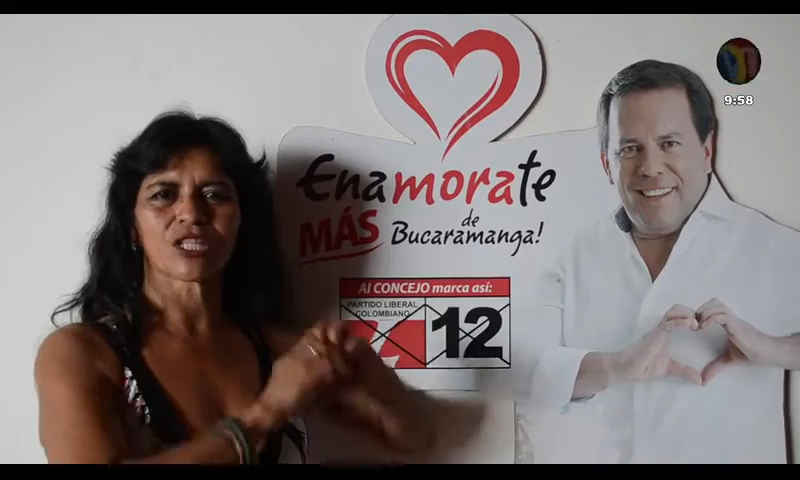 9:58
Enamorate
MÁS de
Bucaramanga!
Al CONCEJO marca así:
PARTIDO LIBERAL
COLOMBIANO
L 12